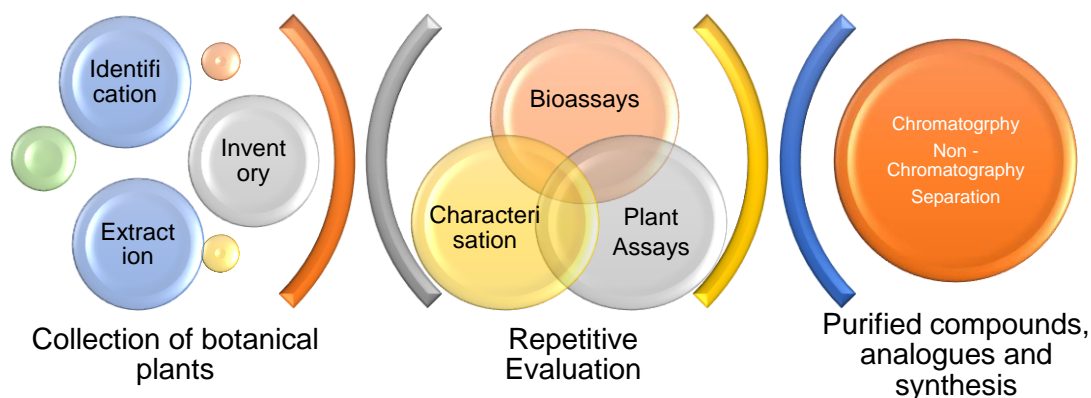 Identifi
cation
Invent
ory
Extract
ion
Collection of botanical
plants
Bioassays
Characteri
sation
Plant
Assays
Repetitive
Evaluation
Chromatogrphy
Non -
Chromatography
Separation
Purified compounds,
analogues and
synthesis